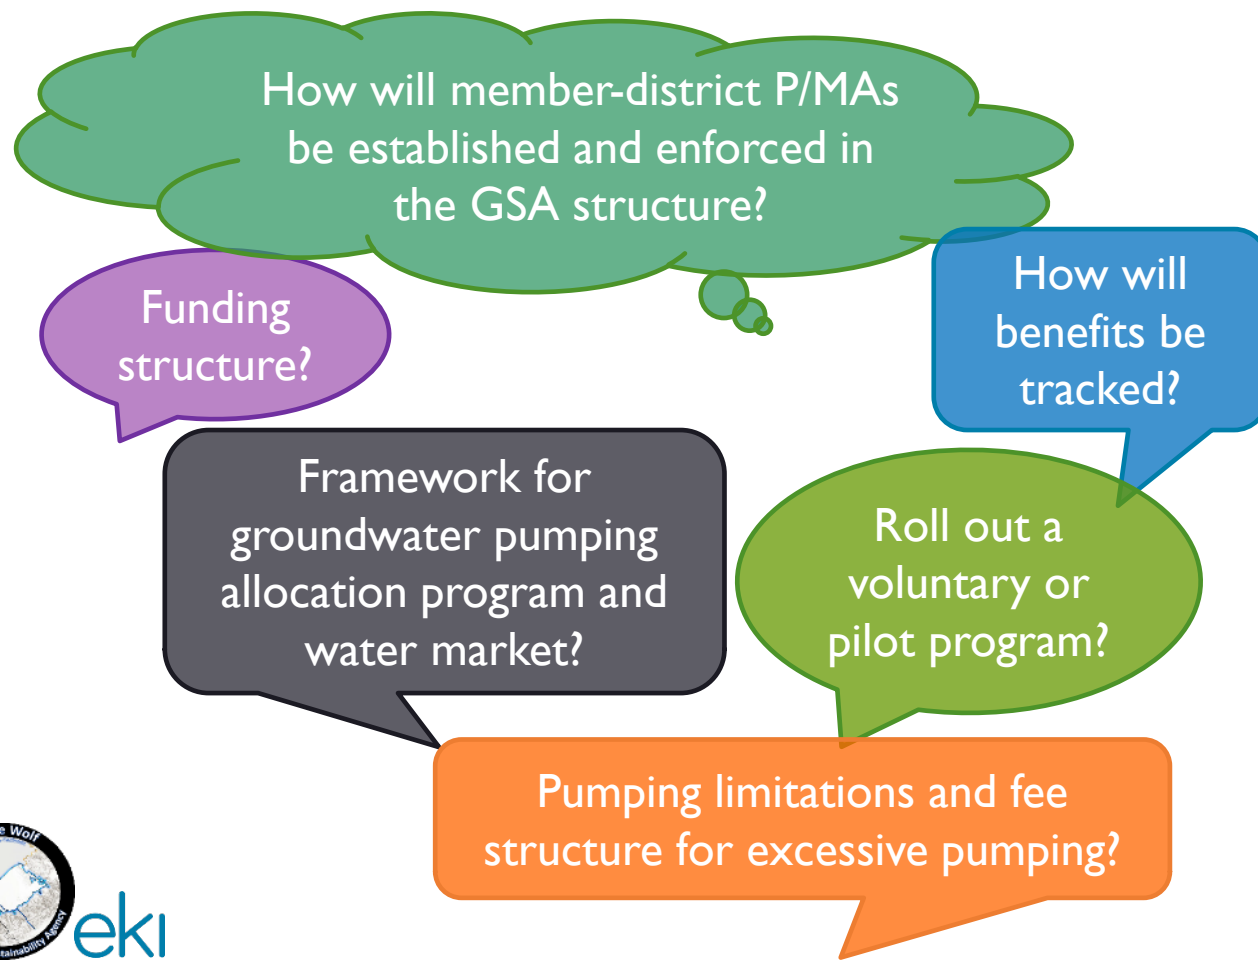 How will member-district P/MAs
be established and enforced in
the GSA structure?
Funding
structure?
How will
benefits be
tracked?
Framework for
groundwater pumping
allocation program and
water market?
Roll out a
voluntary or
pilot program?
Pumping limitations and fee
structure for excessive pumping?
Wolf
Agency
eki